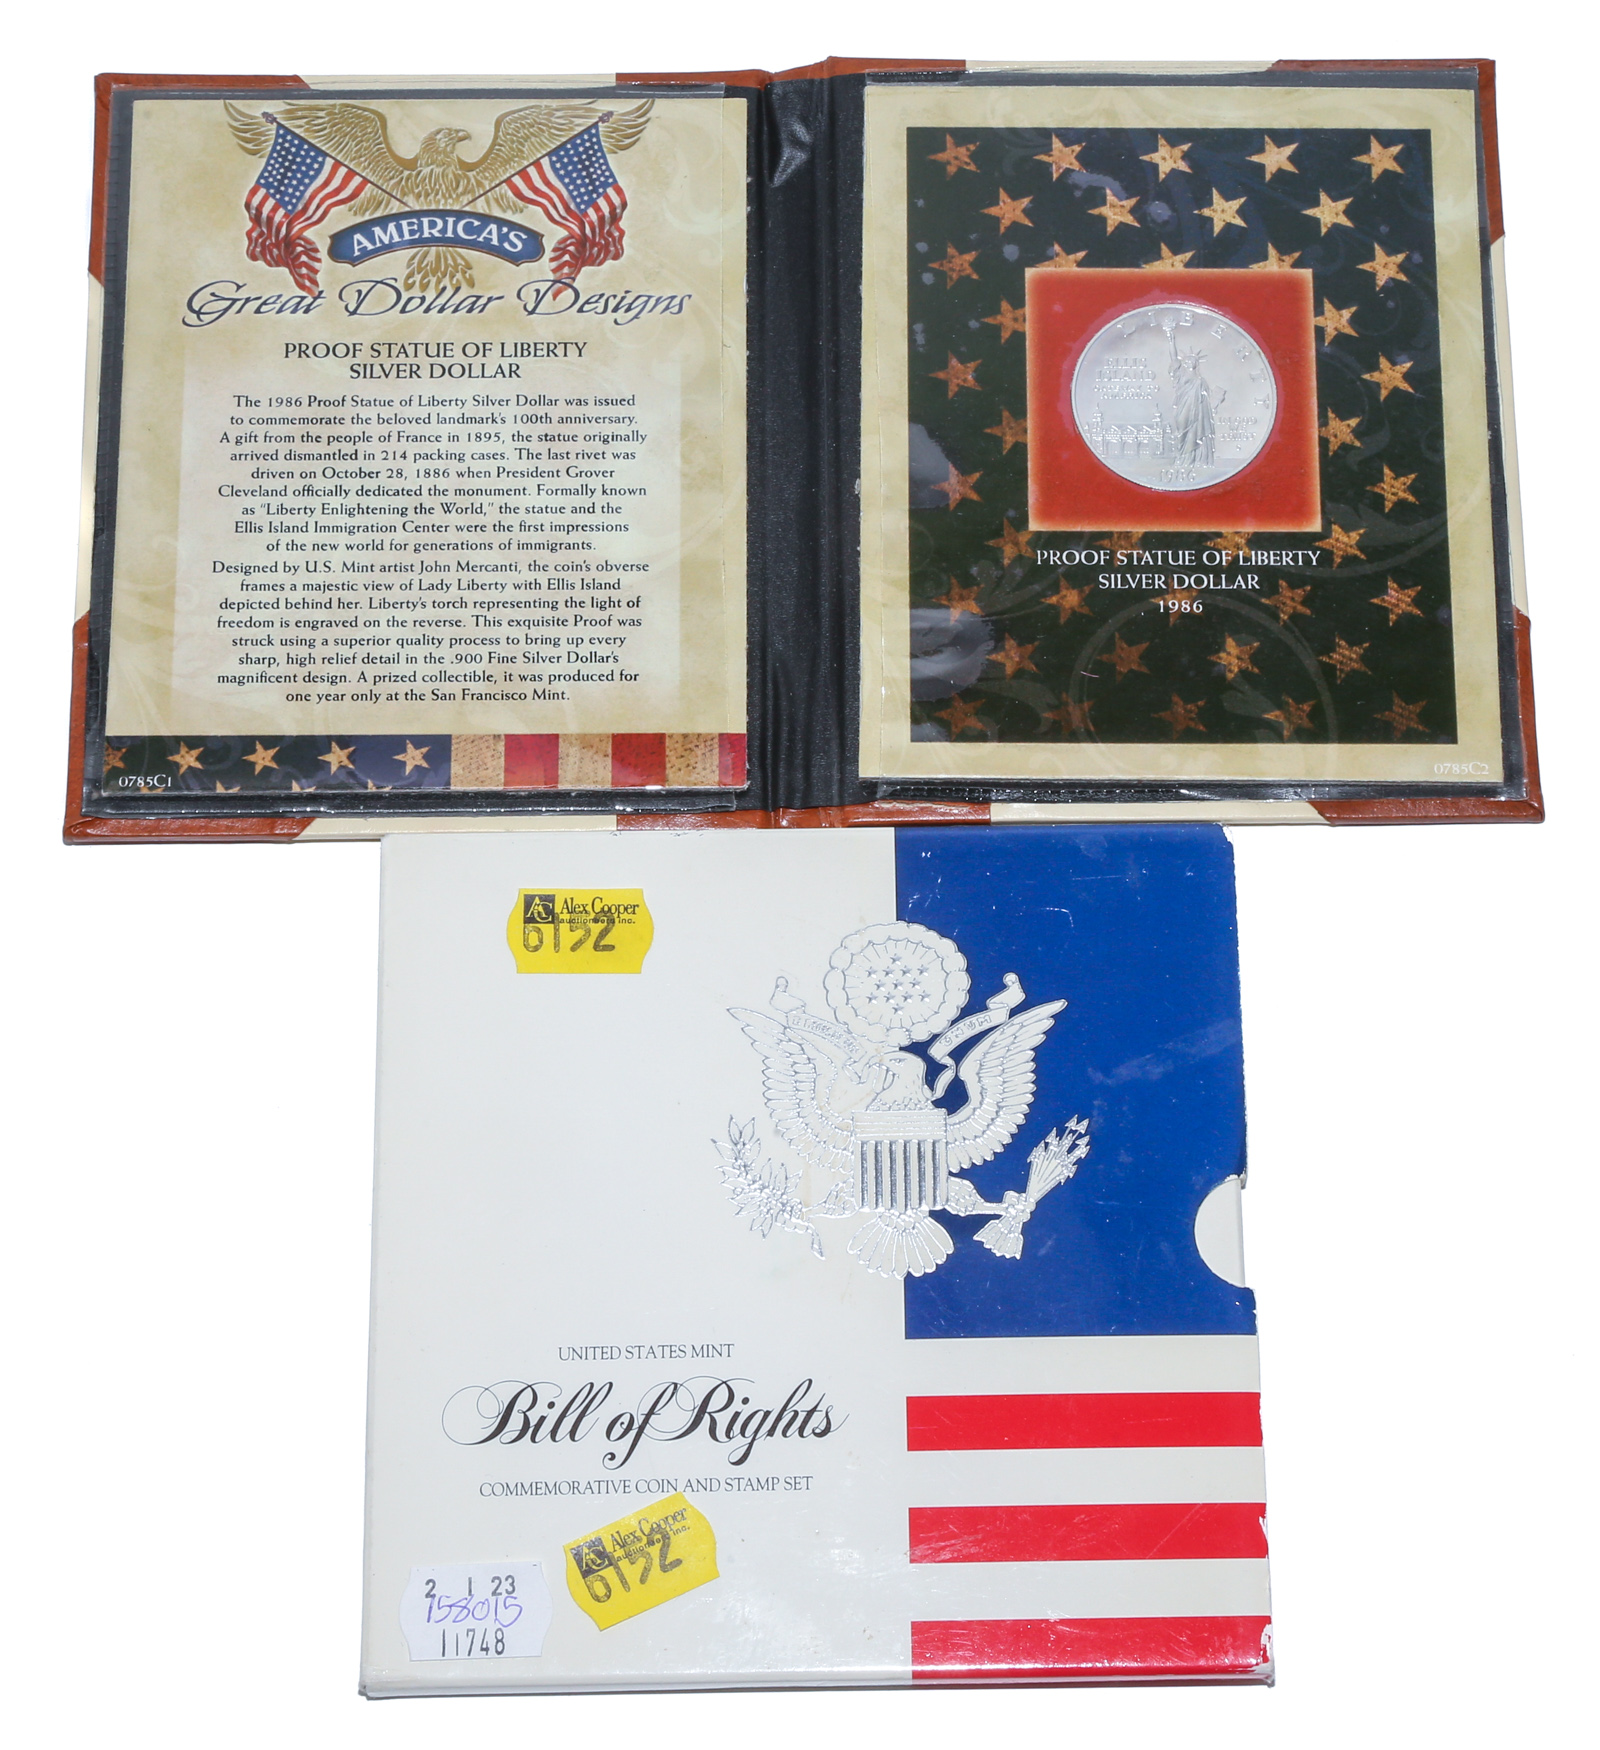 AMERICA'S
Great Dollar Designs
PROOF STATUE OF LIBERTY
SILVER DOLLAR
The 1986 Proof Statue of Liberty Silver Dollar was issued
to commemorate the beloved landmark's 100th anniversary.
A gift from the people of France in 1895, the statue originally
arrived dismantled in 214 packing cases. The last rivet was
driven on October 28, 1886 when President Grover
Cleveland officially dedicated the monument. Formally known
as "Liberty Enlightening the World," the statue and the
Ellis Island Immigration Center were the first impressions
of the new world for generations of immigrants.
Designed by U.S. Mint artist John Mercanti, the coin's obverse
frames a majestic view of Lady Liberty with Ellis Island
depicted behind her. Liberty's torch representing the light of
freedom is engraved on the reverse. This exquisite Proof was
struck using a superior quality process to bring up every
sharp, high relief detail in the .900 Fine Silver Dollar's
magnificent design. A prized collectible, it was produced for
one year only at the San Francisco Mint.
0785C1
LIBERTY
ELLIS
ISLAND
1986
PROOF STATUE OF LIBERTY
SILVER DOLLAR
1986
0785C2
AC Alex Cooper
auctioneers inc.
0152
UNITED STATES MINT
Bill of Rights
COMMEMORATIVE COIN AND STAMP SET
AC Alex Cooper
auctioneers inc.
0152
2 1 23
158015
11748